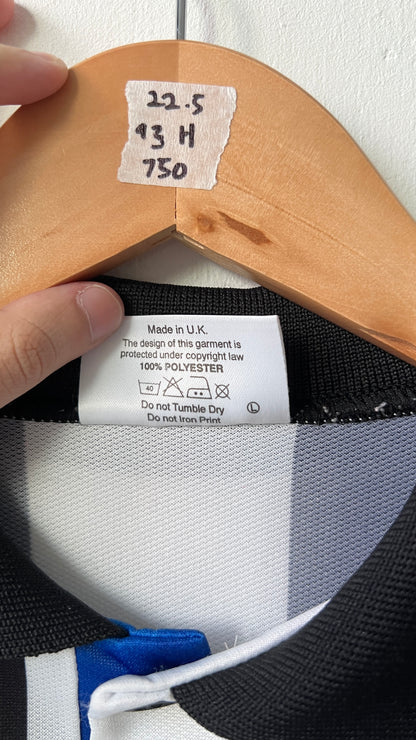 22.5
93 H
750
Made in U.K.
The design of this garment is
protected under copyright law
100% POLYESTER
40
Do not Tumble Dry
L
Do not Iron Print